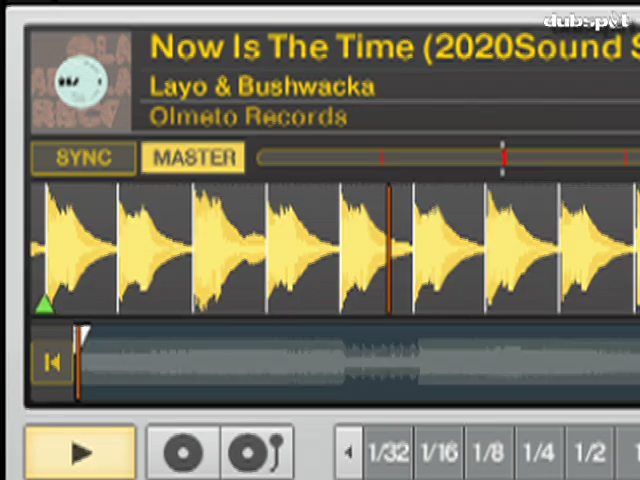 dubspot
Now Is The Time (2020Sound S
Layo & Bushwacka
Olmeto Records
SYNC MASTER
1/32 1/16 1/8 1/4 1/2 1